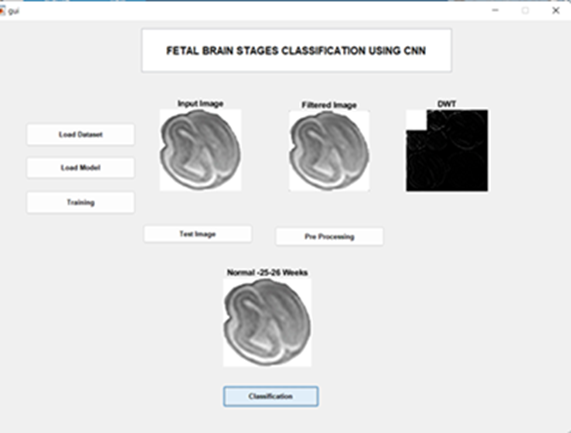 gui
FETAL BRAIN STAGES CLASSIFICATION USING CNN
Input Image
Filtered Image
DWT
Load Dataset
Load Model
Training
Test Image
Pre Processing
Normal -25-26 Weeks
Classification